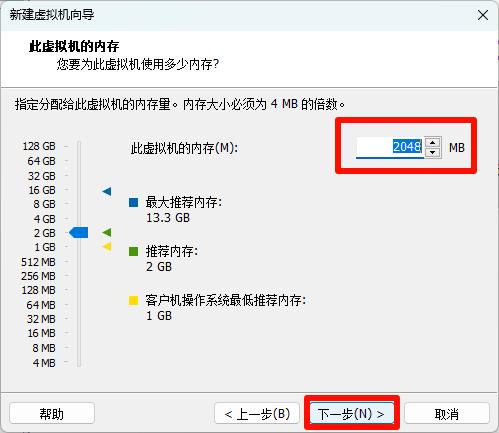 新建虚拟机向导
此虚拟机的内存
您要为此虚拟机使用多少内存?
指定分配给此虚拟机的内存量。内存大小必须为 4 MB 的倍数。
128 GB
64 GB
32 GB
16 GB
8 GB
4 GB
2 GB
1 GB
512 MB
256 MB
128 MB
64 MB
32 MB
16 MB
8 MB
4 MB
此虚拟机的内存(M):
2048
MB
最大推荐内存:
13.3 GB
推荐内存:
2 GB
客户机操作系统最低推荐内存:
1 GB
帮助
< 上一步(B)
下一步(N) >
取消